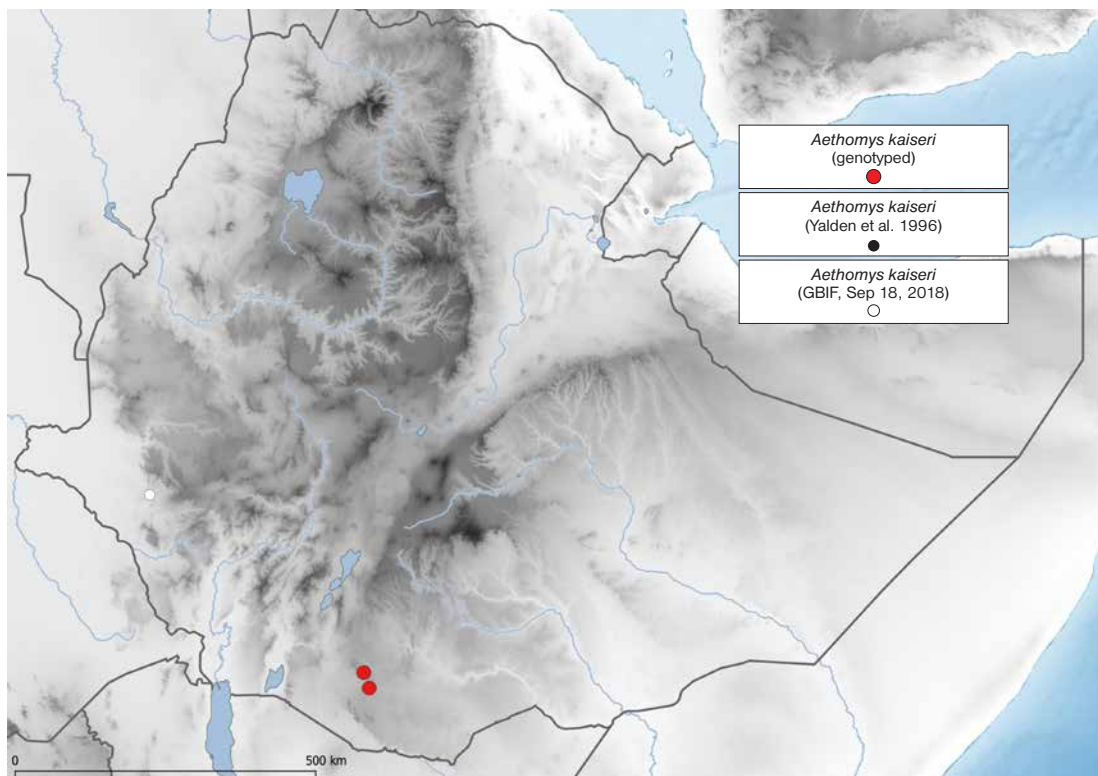 Aethomys kaiseri
(genotyped)
Aethomys kaiseri
(Yalden et al. 1996)
Aethomys kaiseri
(GBIF, Sep 18, 2018)
0
500 km